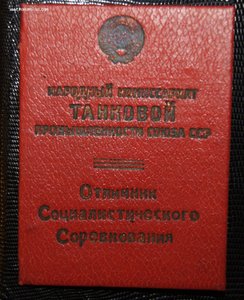 НАРОДНЫЙ КОМИССАРИАТ
ТАНКОВОЙ
ПРОМЫШЛЕННОСТИ СОЮЗА ССР
Отличник
Социалистического
Соревнования